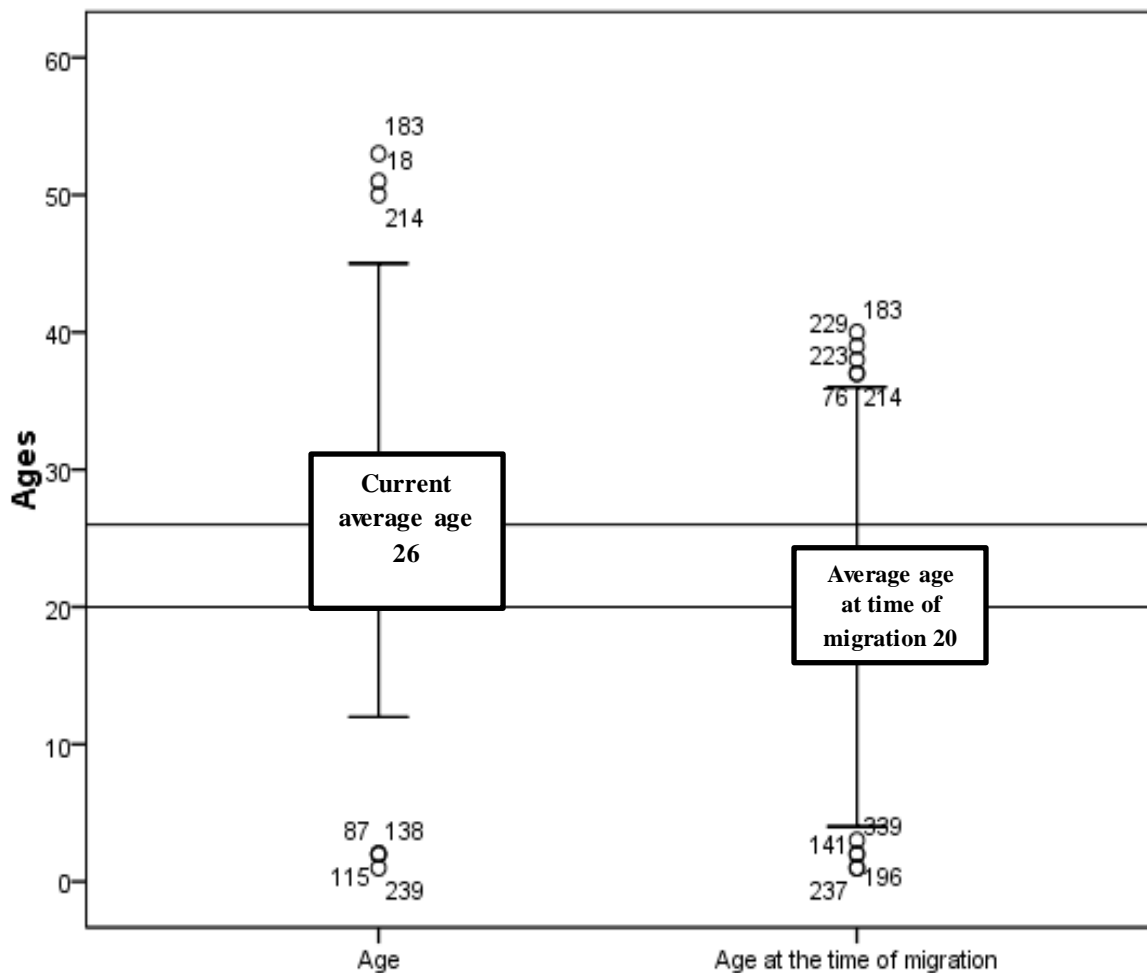 60
183
18
50
214
229 183
40
223
76 214
Ages
30
Current
average age
26
Average age
at time of
migration 20
20
10
87 138
339
141
115
239
196
237
0
Age
Age at the time of migration